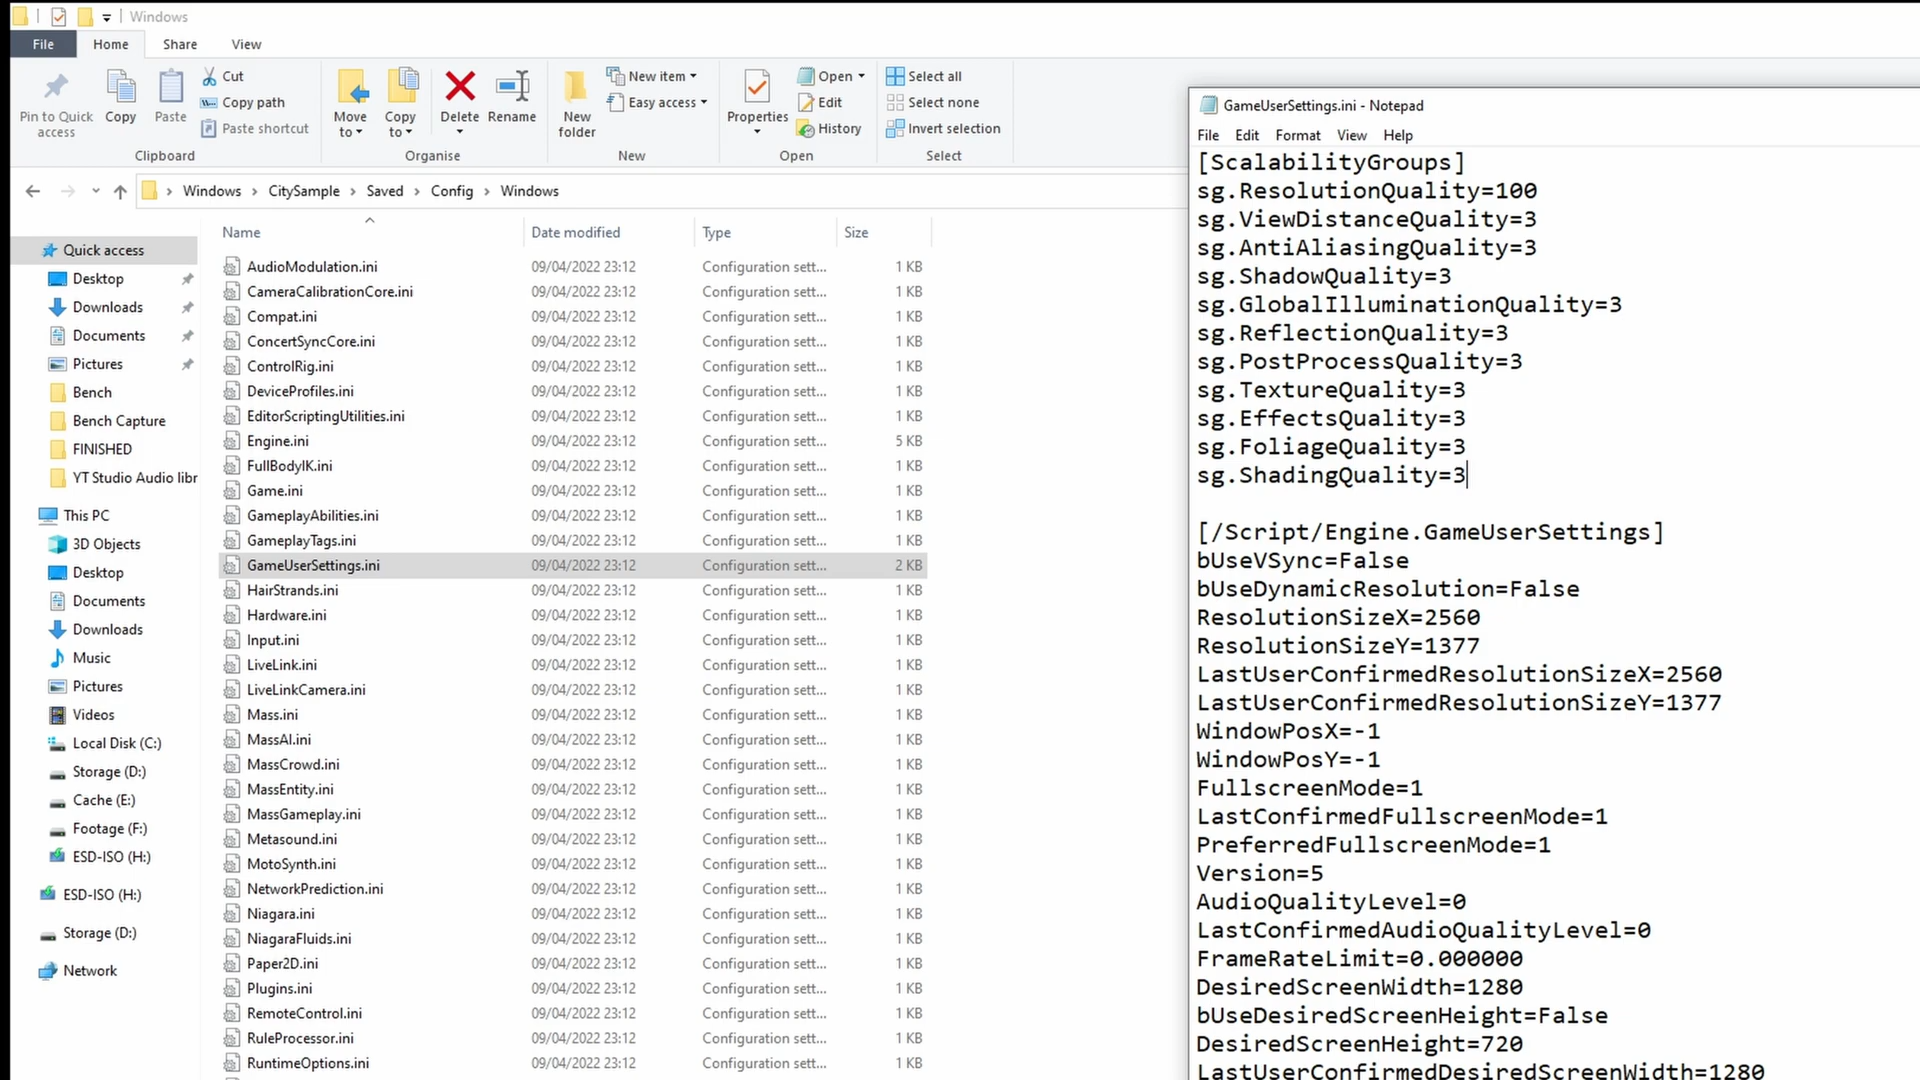 Windows
File
Home
Share
View
Pin to Quick access
Copy
Paste
Cut
Copy path
Paste shortcut
Clipboard
Move to
Copy to
Delete
Rename
Organise
New folder
New item
Easy access
New
Properties
Open
Edit
History
Open
Select all
Select none
Invert selection
Select
Windows > CitySample > Saved > Config > Windows
Name
Date modified
Type
Size
Quick access
Desktop
Downloads
Documents
Pictures
Bench
Bench Capture
FINISHED
YT Studio Audio libr
This PC
3D Objects
Desktop
Documents
Downloads
Music
Pictures
Videos
Local Disk (C:)
Storage (D:)
Cache (E:)
Footage (F:)
ESD-ISO (H:)
ESD-ISO (H:)
Storage (D:)
Network
AudioModulation.ini 09/04/2022 23:12 Configuration sett... 1 KB
CameraCalibrationCore.ini 09/04/2022 23:12 Configuration sett... 1 KB
Compat.ini 09/04/2022 23:12 Configuration sett... 1 KB
ConcertSyncCore.ini 09/04/2022 23:12 Configuration sett... 1 KB
ControlRig.ini 09/04/2022 23:12 Configuration sett... 1 KB
DeviceProfiles.ini 09/04/2022 23:12 Configuration sett... 1 KB
EditorScriptingUtilities.ini 09/04/2022 23:12 Configuration sett... 1 KB
Engine.ini 09/04/2022 23:12 Configuration sett... 5 KB
FullBodyIK.ini 09/04/2022 23:12 Configuration sett... 1 KB
Game.ini 09/04/2022 23:12 Configuration sett... 1 KB
GameplayAbilities.ini 09/04/2022 23:12 Configuration sett... 1 KB
GameplayTags.ini 09/04/2022 23:12 Configuration sett... 1 KB
GameUserSettings.ini 09/04/2022 23:12 Configuration sett... 2 KB
HairStrands.ini 09/04/2022 23:12 Configuration sett... 1 KB
Hardware.ini 09/04/2022 23:12 Configuration sett... 1 KB
Input.ini 09/04/2022 23:12 Configuration sett... 1 KB
LiveLink.ini 09/04/2022 23:12 Configuration sett... 1 KB
LiveLinkCamera.ini 09/04/2022 23:12 Configuration sett... 1 KB
Mass.ini 09/04/2022 23:12 Configuration sett... 1 KB
MassAI.ini 09/04/2022 23:12 Configuration sett... 1 KB
MassCrowd.ini 09/04/2022 23:12 Configuration sett... 1 KB
MassEntity.ini 09/04/2022 23:12 Configuration sett... 1 KB
MassGameplay.ini 09/04/2022 23:12 Configuration sett... 1 KB
Metasound.ini 09/04/2022 23:12 Configuration sett... 1 KB
MotoSynth.ini 09/04/2022 23:12 Configuration sett... 1 KB
NetworkPrediction.ini 09/04/2022 23:12 Configuration sett... 1 KB
Niagara.ini 09/04/2022 23:12 Configuration sett... 1 KB
NiagaraFluids.ini 09/04/2022 23:12 Configuration sett... 1 KB
Paper2D.ini 09/04/2022 23:12 Configuration sett... 1 KB
Plugins.ini 09/04/2022 23:12 Configuration sett... 1 KB
RemoteControl.ini 09/04/2022 23:12 Configuration sett... 1 KB
RuleProcessor.ini 09/04/2022 23:12 Configuration sett... 1 KB
RuntimeOptions.ini 09/04/2022 23:12 Configuration sett... 1 KB
GameUserSettings.ini - Notepad
File Edit Format View Help
[ScalabilityGroups]
sg.ResolutionQuality=100
sg.ViewDistanceQuality=3
sg.AntiAliasingQuality=3
sg.ShadowQuality=3
sg.GlobalIlluminationQuality=3
sg.ReflectionQuality=3
sg.PostProcessQuality=3
sg.TextureQuality=3
sg.EffectsQuality=3
sg.FoliageQuality=3
sg.ShadingQuality=3
[/Script/Engine.GameUserSettings]
bUseVSync=False
bUseDynamicResolution=False
ResolutionSizeX=2560
ResolutionSizeY=1377
LastUserConfirmedResolutionSizeX=2560
LastUserConfirmedResolutionSizeY=1377
WindowPosX=-1
WindowPosY=-1
FullscreenMode=1
LastConfirmedFullscreenMode=1
PreferredFullscreenMode=1
Version=5
AudioQualityLevel=0
LastConfirmedAudioQualityLevel=0
FrameRateLimit=0.000000
DesiredScreenWidth=1280
bUseDesiredScreenHeight=False
DesiredScreenHeight=720
LastUserConfirmedDesiredScreenWidth=1280